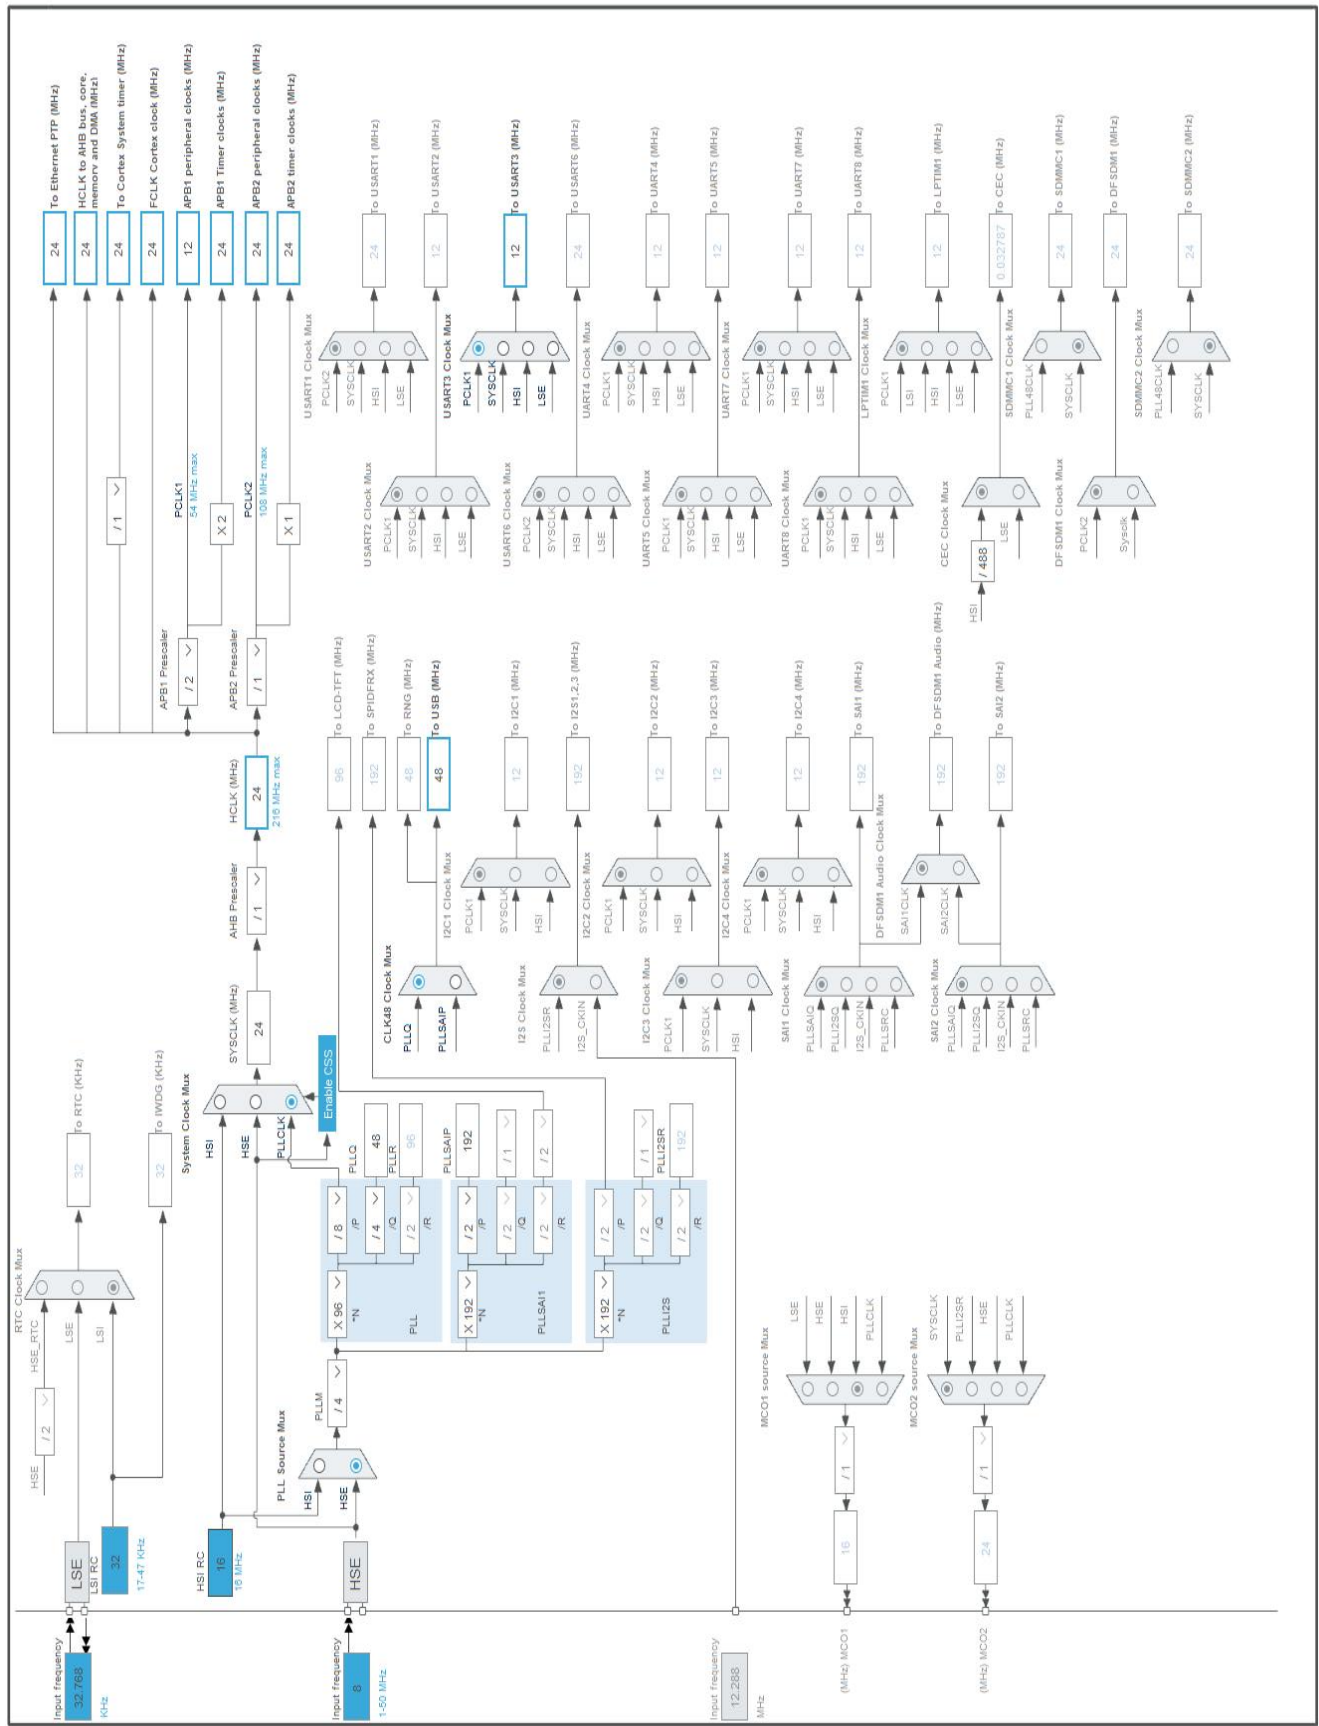 Input frequency
32.768
KHz
LSE
LSI RC
32
17-47 KHz
HSE
/ 2
HSE_RTC
LSE
LSI
RTC Clock Mux
32
To RTC (KHz)
32
To IWDG (KHz)
HSI RC
16
16 MHz
Input frequency
8
1-50 MHz
HSE
PLL Source Mux
HSI
HSE
PLLM
/ 4
System Clock Mux
HSI
HSE
PLLCLK
Enable CSS
X 96
*N
PLL
/ 8
/P
/ 4
/Q
/ 2
/R
PLLQ
48
PLLR
96
X 192
*N
PLLSAI1
/ 2
/P
/ 2
/Q
/ 2
/R
PLLSAIP
192
/ 1
/ 2
X 192
*N
PLLI2S
/ 2
/P
/ 2
/Q
/ 2
/R
/ 1
PLLI2SR
192
SYSCLK (MHz)
24
AHB Prescaler
/ 1
HCLK (MHz)
24
216 MHz max
APB1 Prescaler
/ 2
APB2 Prescaler
/ 1
/ 1
PCLK1
54 MHz max
X 2
PCLK2
108 MHz max
X 1
24
To Ethernet PTP (MHz)
24
HCLK to AHB bus, core,
memory and DMA (MHz)
24
To Cortex System timer (MHz)
24
FCLK Cortex clock (MHz)
12
APB1 peripheral clocks (MHz)
24
APB1 Timer clocks (MHz)
24
APB2 peripheral clocks (MHz)
24
APB2 timer clocks (MHz)
96
To LCD-TFT (MHz)
192
To SPIDFRX (MHz)
48
To RNG (MHz)
48
To USB (MHz)
CLK48 Clock Mux
PLLQ
PLLSAIP
I2C1 Clock Mux
PCLK1
SYSCLK
HSI
12
To I2C1 (MHz)
I2S Clock Mux
PLLI2SR
I2S_CKIN
192
To I2S1,2,3 (MHz)
I2C2 Clock Mux
PCLK1
SYSCLK
HSI
12
To I2C2 (MHz)
I2C3 Clock Mux
PCLK1
SYSCLK
HSI
12
To I2C3 (MHz)
I2C4 Clock Mux
PCLK1
SYSCLK
HSI
12
To I2C4 (MHz)
SAI1 Clock Mux
PLLSAIQ
PLLI2SQ
I2S_CKIN
PLLSRC
192
To SAI1 (MHz)
DFSDM1 Audio Clock Mux
SAI1CLK
SAI2CLK
192
To DFSDM1 Audio (MHz)
SAI2 Clock Mux
PLLSAIQ
PLLI2SQ
I2S_CKIN
PLLSRC
192
To SAI2 (MHz)
USART1 Clock Mux
PCLK2
SYSCLK
HSI
LSE
24
To USART1 (MHz)
USART2 Clock Mux
PCLK1
SYSCLK
HSI
LSE
12
To USART2 (MHz)
USART3 Clock Mux
PCLK1
SYSCLK
HSI
LSE
12
To USART3 (MHz)
USART6 Clock Mux
PCLK2
SYSCLK
HSI
LSE
24
To USART6 (MHz)
UART4 Clock Mux
PCLK1
SYSCLK
HSI
LSE
12
To UART4 (MHz)
UART5 Clock Mux
PCLK1
SYSCLK
HSI
LSE
12
To UART5 (MHz)
UART7 Clock Mux
PCLK1
SYSCLK
HSI
LSE
12
To UART7 (MHz)
UART8 Clock Mux
PCLK1
SYSCLK
HSI
LSE
12
To UART8 (MHz)
LPTIM1 Clock Mux
PCLK1
LSI
HSI
LSE
12
To LPTIM1 (MHz)
CEC Clock Mux
HSI
/ 488
LSE
0.032787
To CEC (MHz)
SDMMC1 Clock Mux
PLL48CLK
SYSCLK
24
To SDMMC1 (MHz)
DFSDM1 Clock Mux
PCLK2
Sysclk
24
To DFSDM1 (MHz)
SDMMC2 Clock Mux
PLL48CLK
SYSCLK
24
To SDMMC2 (MHz)
Input frequency
12.288
MHz
(MHz) MCO1
16
/ 1
MCO1 source Mux
LSE
HSE
HSI
PLLCLK
(MHz) MCO2
24
/ 1
MCO2 source Mux
SYSCLK
PLLI2SR
HSE
PLLCLK